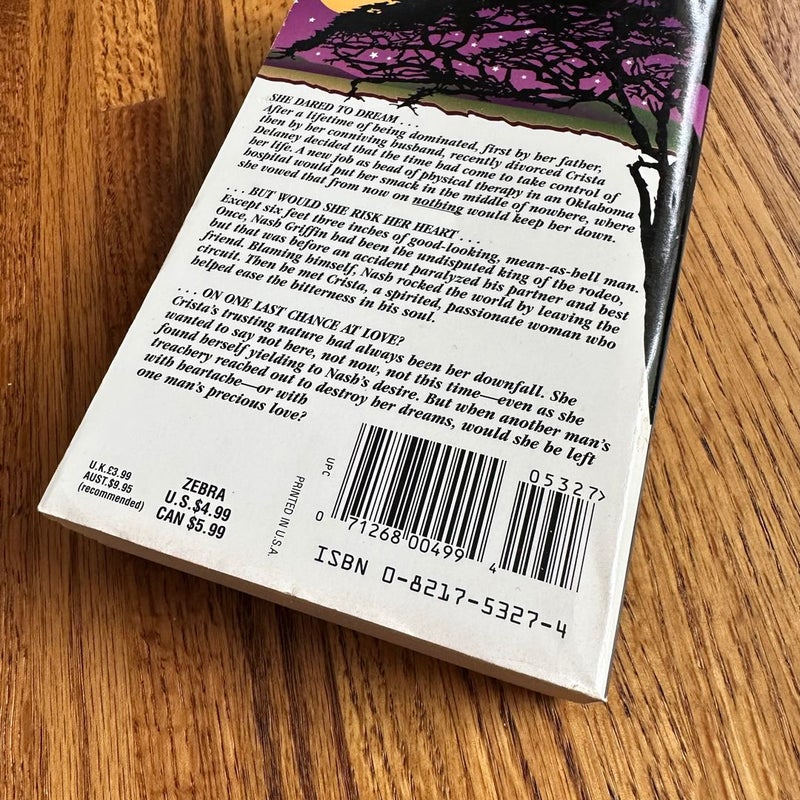 SHE DARED TO DREAM . . .
After a lifetime of being dominated, first by her father,
then by her conniving husband, recently divorced Crista
Delaney decided that the time had come to take control of
her life. A new job as head of physical therapy in an Oklahoma
hospital would put her smack in the middle of nowhere, where
she vowed that from now on nothing would keep her down.
. . . BUT WOULD SHE RISK HER HEART . . .
Except six feet three inches of good-looking, mean-as-hell man.
Once, Nash Griffin had been the undisputed king of the rodeo,
but that was before an accident paralyzed his partner and best
friend. Blaming himself, Nash rocked the world by leaving the
circuit. Then he met Crista, a spirited, passionate woman who
helped ease the bitterness in his soul.
. . . ON ONE LAST CHANCE AT LOVE?
Crista's trusting nature had always been her downfall. She
wanted to say not here, not now, not this time—even as she
found herself yielding to Nash's desire. But when another man's
treachery reached out to destroy her dreams, would she be left
with heartache—or with
one man's precious love?
U.K.£3.99
AUST.$9.95
(recommended)
ZEBRA
U.S.$4.99
CAN $5.99
PRINTED IN U.S.A.
UPC
05327>
0 71268 00499 4
ISBN 0-8217-5327-4